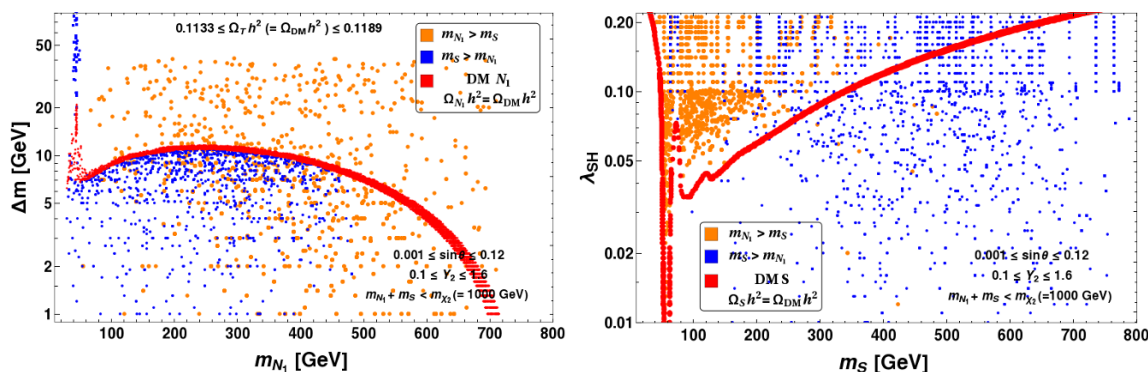 0.1133 ≤ Ω_T h² (= Ω_DM h²) ≤ 0.1189
m_N₁ > m_S
m_S > m_N₁
DM N₁
Ω_N₁ h² = Ω_DM h²
50
20
10
5
2
1
Δm [GeV]
0.001 ≤ sinθ ≤ 0.12
0.1 ≤ Y₂ ≤ 1.6
m_N₁ + m_S < m_χ₂ (= 1000 GeV)
100 200 300 400 500 600 700 800
m_N₁ [GeV]
0.20
0.10
0.05
0.02
0.01
λ_SH
m_N₁ > m_S
m_S > m_N₁
DM S
Ω_S h² = Ω_DM h²
0.001 ≤ sinθ ≤ 0.12
0.1 ≤ Y₂ ≤ 1.6
m_N₁ + m_S < m_χ₂ (=1000 GeV)
100 200 300 400 500 600 700 800
m_S [GeV]